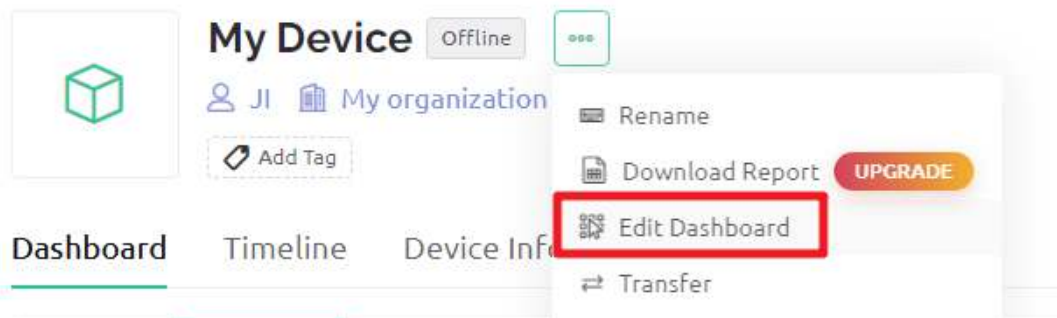 My Device Offline
JI My organization
Add Tag
Rename
Download Report UPGRADE
Edit Dashboard
Transfer
Dashboard Timeline Device Inf